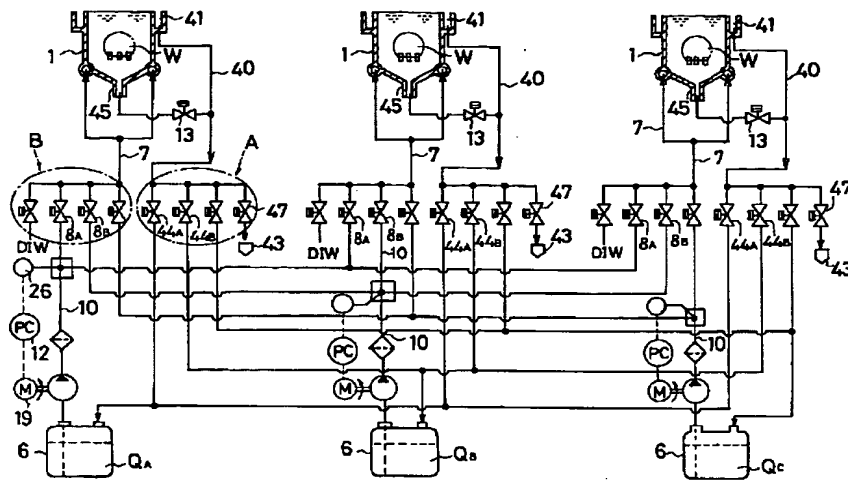 41 41 41
1 W 1 W 1 W
40 40 40
45 45 45
13 13 13
7
B 7 A 7 7
47 47 47
8A 8B 44A 44B 8A 8B 44A 44B 8A 8B 44A 44B
DIW 43 DIW 10 43 DIW 43
26
10
PC 12 PC 10 PC 10
M M M
19
6 QA 6 QB 6 QC